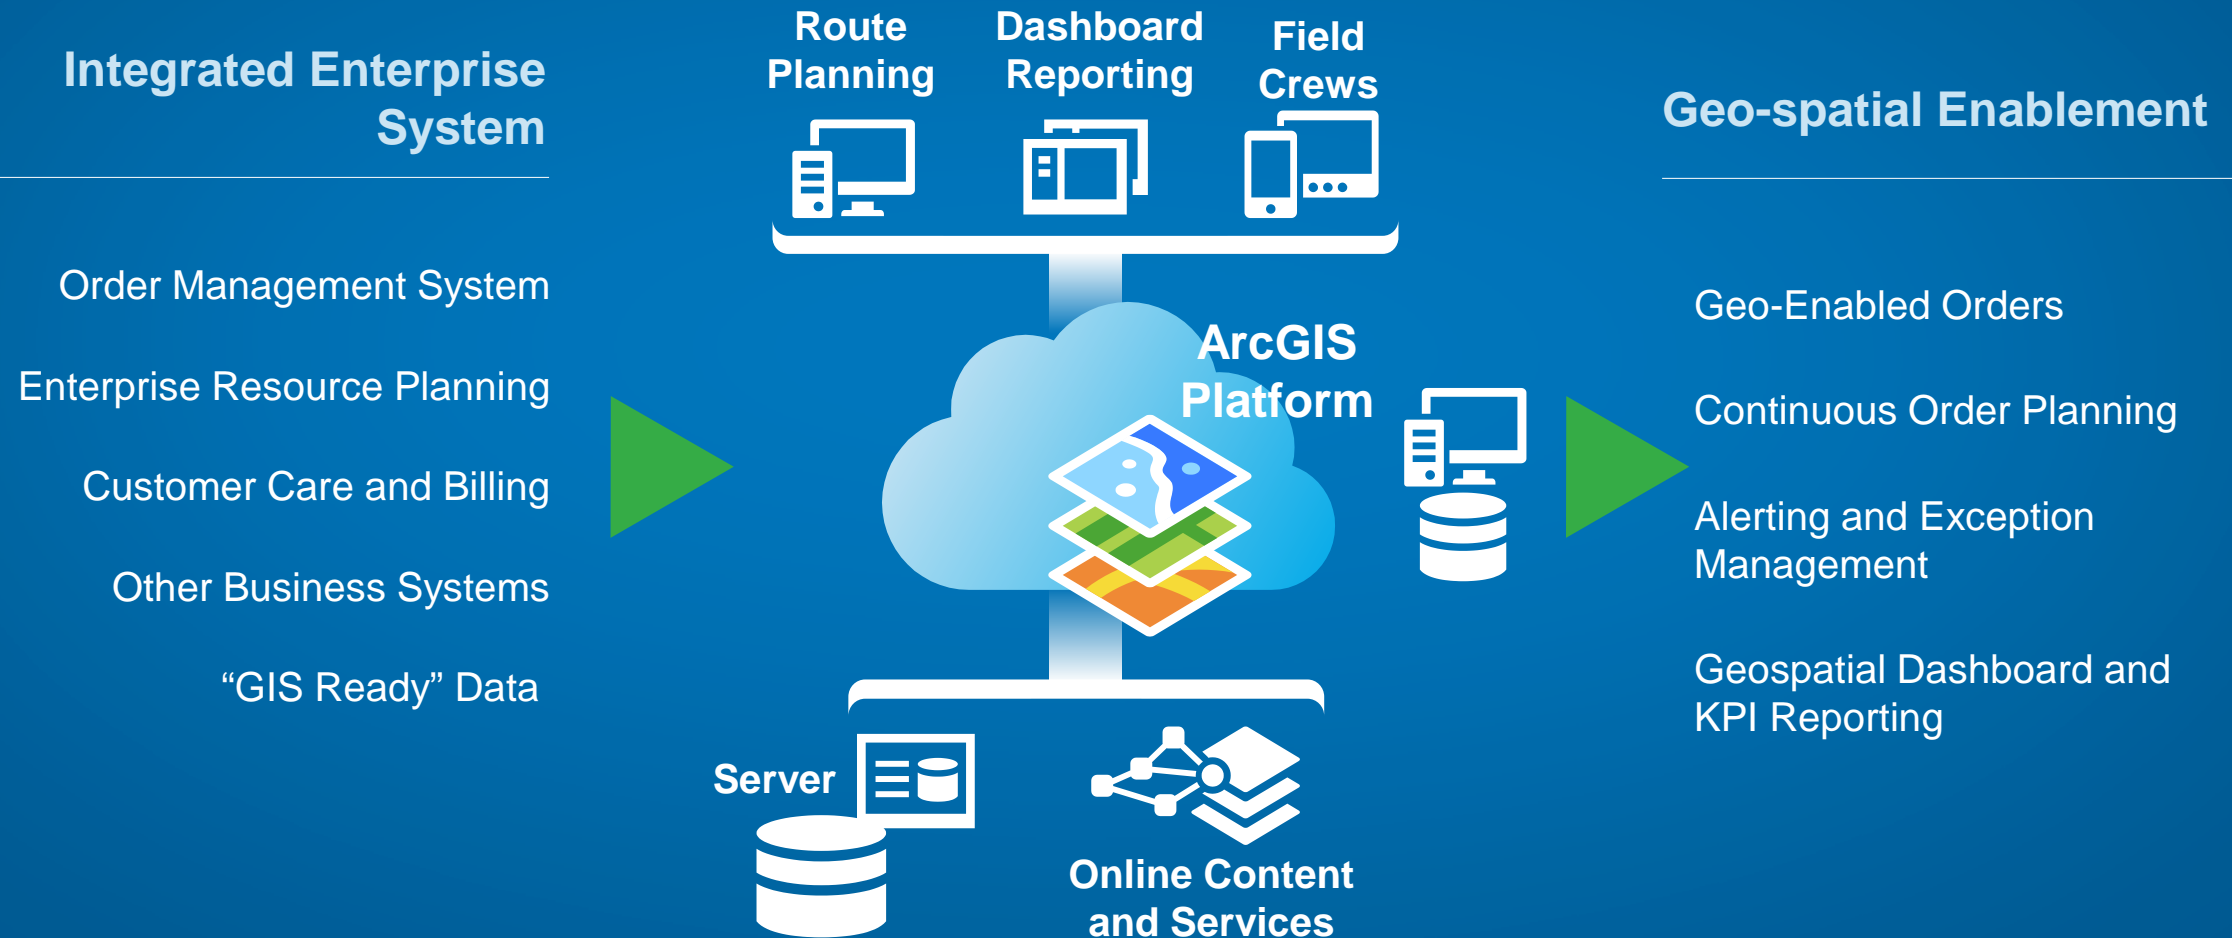 Integrated Enterprise
System
Order Management System
Enterprise Resource Planning
Customer Care and Billing
Other Business Systems
“GIS Ready” Data
Route
Planning
Dashboard
Reporting
Field
Crews
ArcGIS
Platform
Server
Online Content
and Services
Geo-spatial Enablement
Geo-Enabled Orders
Continuous Order Planning
Alerting and Exception
Management
Geospatial Dashboard and
KPI Reporting